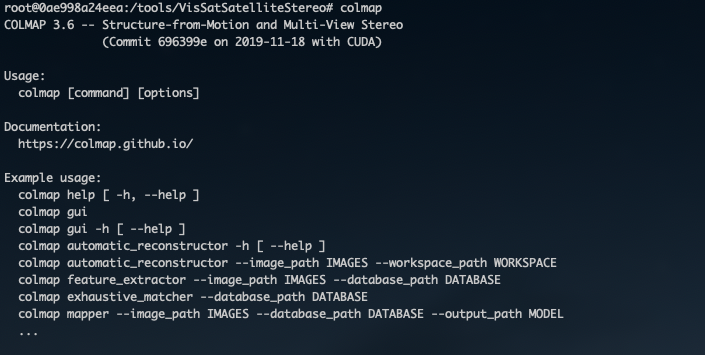 root@0ae998a24eea:/tools/VisSatSatelliteStereo# colmap
COLMAP 3.6 -- Structure-from-Motion and Multi-View Stereo
(Commit 696399e on 2019-11-18 with CUDA)
Usage:
colmap [command] [options]
Documentation:
https://colmap.github.io/
Example usage:
colmap help [ -h, --help ]
colmap gui
colmap gui -h [ --help ]
colmap automatic_reconstructor -h [ --help ]
colmap automatic_reconstructor --image_path IMAGES --workspace_path WORKSPACE
colmap feature_extractor --image_path IMAGES --database_path DATABASE
colmap exhaustive_matcher --database_path DATABASE
colmap mapper --image_path IMAGES --database_path DATABASE --output_path MODEL
...